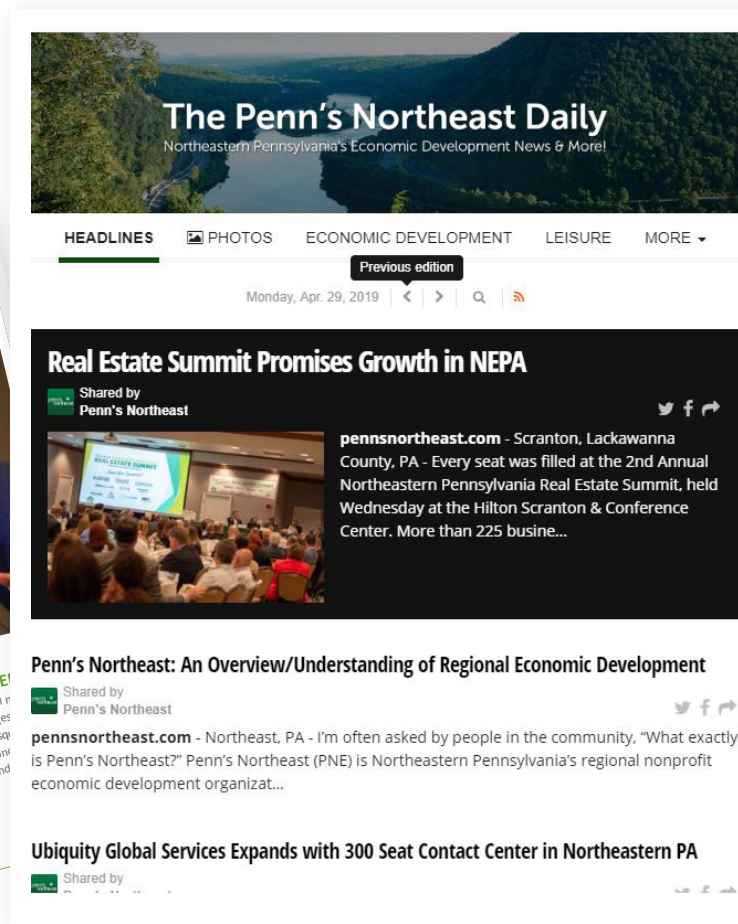 The Penn's Northeast Daily
Northeastern Pennsylvania's Economic Development News & More!
HEADLINES PHOTOS ECONOMIC DEVELOPMENT LEISURE MORE
Previous edition
Monday, Apr. 29, 2019
Real Estate Summit Promises Growth in NEPA
Shared by
Penn's Northeast
pennsnortheast.com - Scranton, Lackawanna
County, PA - Every seat was filled at the 2nd Annual
Northeastern Pennsylvania Real Estate Summit, held
Wednesday at the Hilton Scranton & Conference
Center. More than 225 busine...
REAL ESTATE SUMMIT
Penn's Northeast: An Overview/Understanding of Regional Economic Development
Shared by
Penn's Northeast
pennsnortheast.com - Northeast, PA - I'm often asked by people in the community, "What exactly
is Penn's Northeast?" Penn's Northeast (PNE) is Northeastern Pennsylvania's regional nonprofit
economic development organizat...
Ubiquity Global Services Expands with 300 Seat Contact Center in Northeastern PA
Shared by